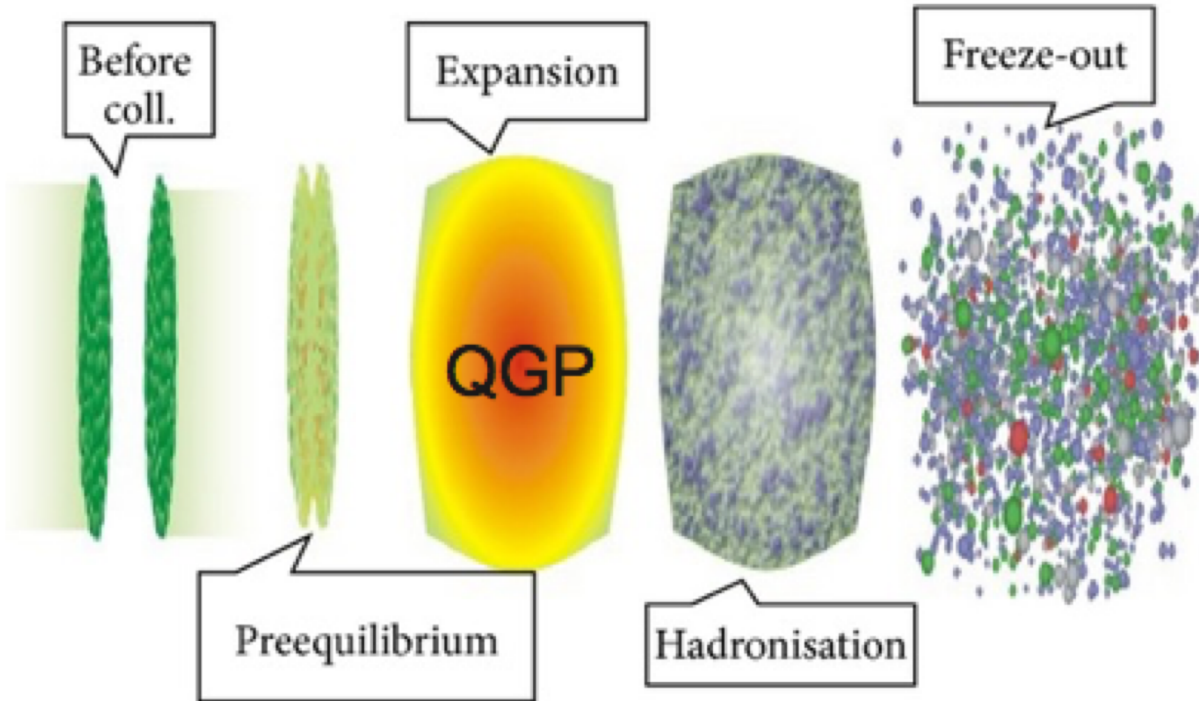 Before
coll.
Expansion
Freeze-out
QGP
Preequilibrium
Hadronisation